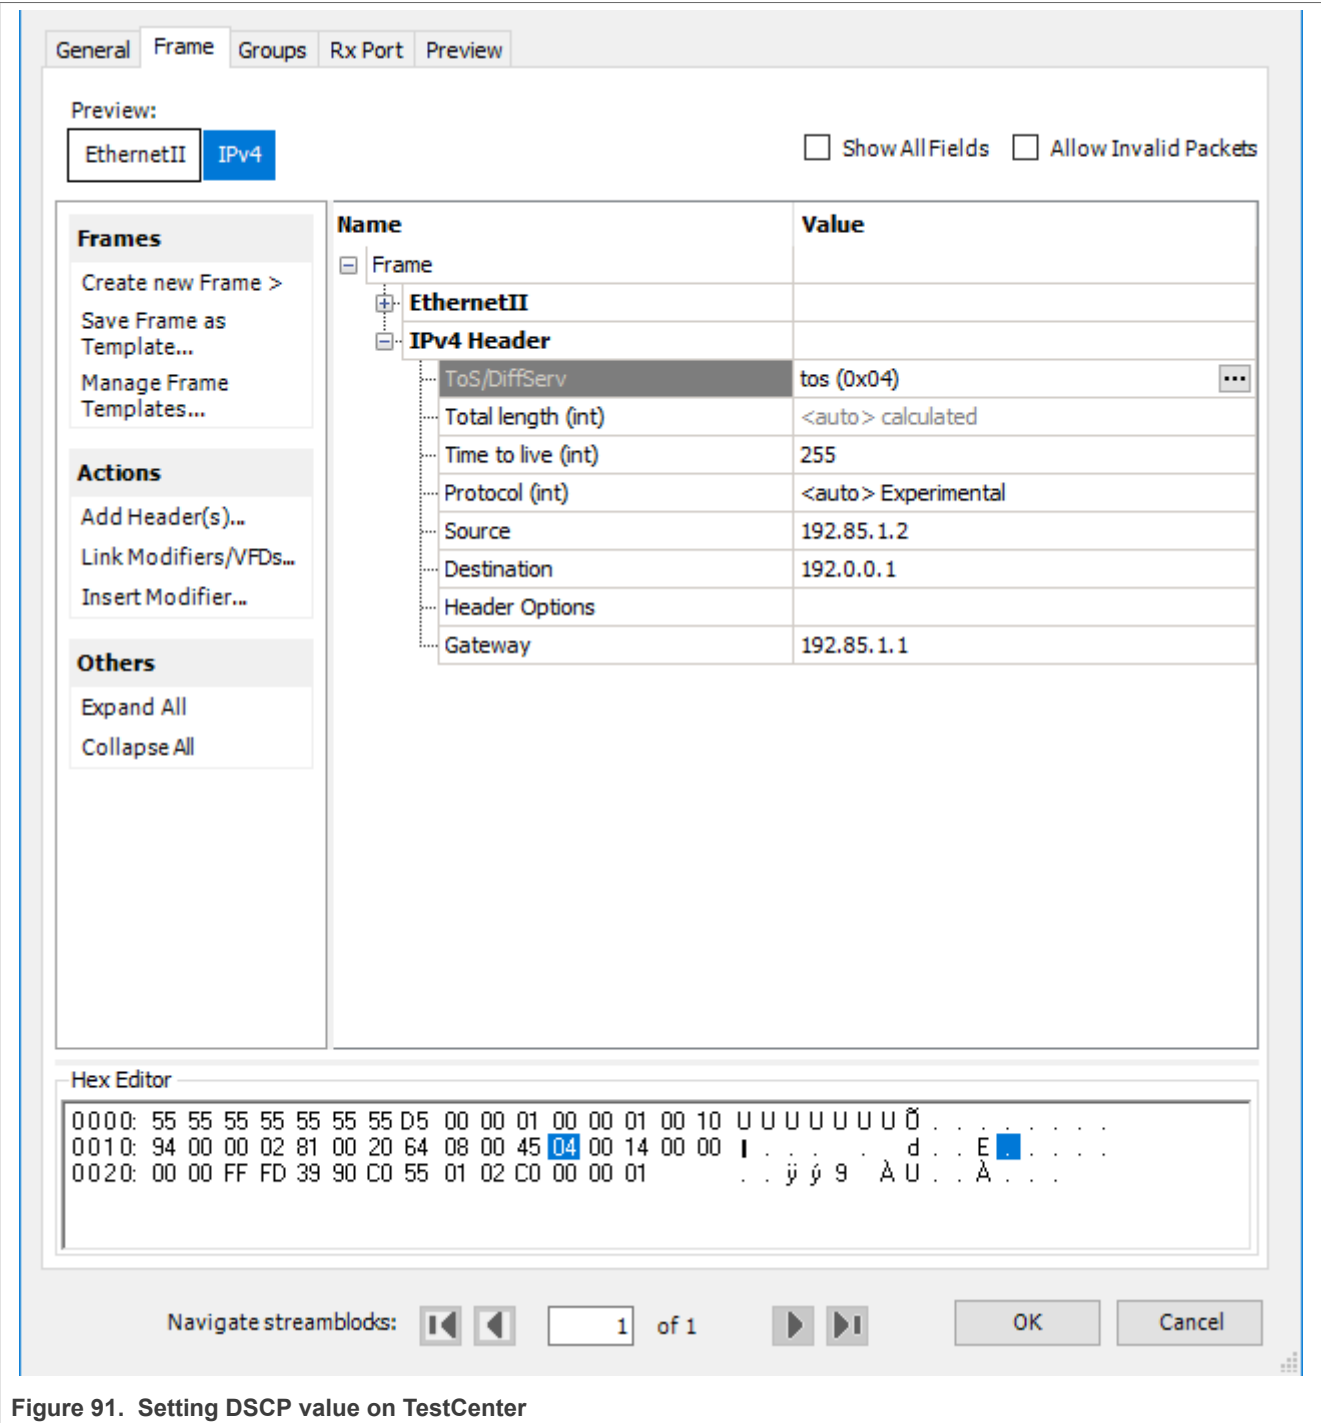 General Frame Groups Rx Port Preview
Preview:
EthernetII IPv4
Show All Fields Allow Invalid Packets
Frames
Create new Frame >
Save Frame as
Template...
Manage Frame
Templates...
Actions
Add Header(s)...
Link Modifiers/VFDs...
Insert Modifier...
Others
Expand All
Collapse All
Name Value
Frame
EthernetII
IPv4 Header
ToS/DiffServ tos (0x04) ...
Total length (int) <auto> calculated
Time to live (int) 255
Protocol (int) <auto> Experimental
Source 192.85.1.2
Destination 192.0.0.1
Header Options
Gateway 192.85.1.1
Hex Editor
0000: 55 55 55 55 55 55 55 D5 00 00 01 00 00 01 00 10 U U U U U U U Õ . . . . . . . .
0010: 94 00 00 02 81 00 20 64 08 00 45 04 00 14 00 00 . . . . . d . . E . . . . .
0020: 00 00 FF FD 39 90 C0 55 01 02 C0 00 00 01 . . ÿ ý 9 À U . . À . . .
Navigate streamblocks: 1 of 1 OK Cancel
Figure 91. Setting DSCP value on TestCenter